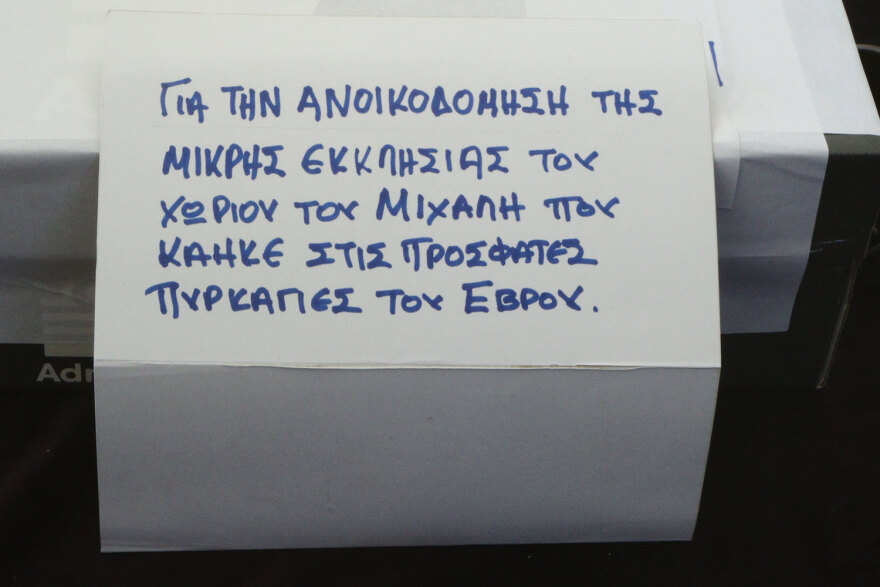 Για ΤΗΝ ΑΝΟΙΚΟΔΟΜΗΣΗ ΤΗΣ
ΜΙΚΡΗΣ ΕΚΚΛΗΣΙΑΣ ΤΟΥ
ΧΩΡΙΟΥ ΤΟΥ ΜΙΧΑΛΗ ΠΟΥ
ΚΑΗΚΕ ΣΤΙΣ ΠΡΟΣΦΑΤΕΣ
ΠΥΡΚΑΓΙΕΣ ΤΟΥ ΕΒΡΟΥ.